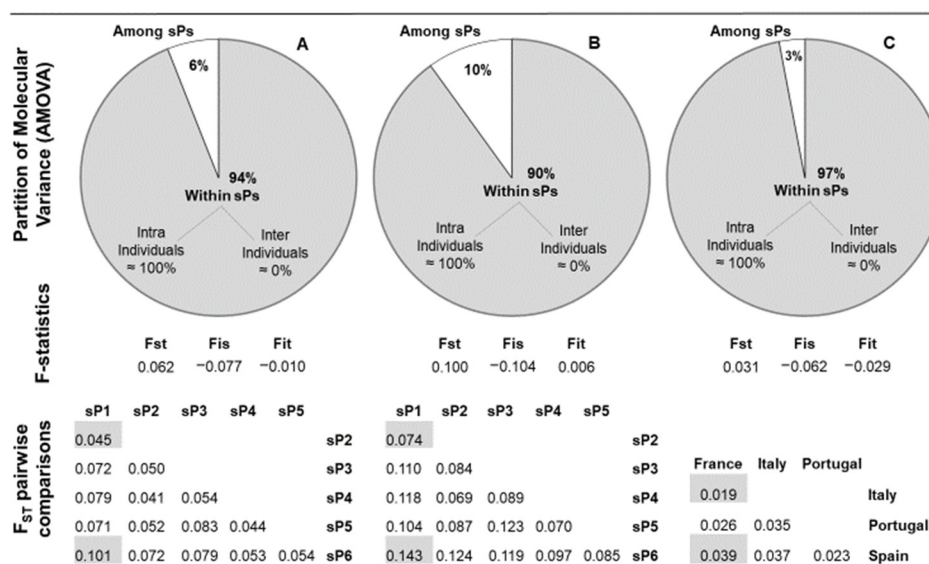 Partition of Molecular
Variance (AMOVA)
Among sPs A
6%
94%
Within sPs
Intra Inter
Individuals Individuals
≈ 100% ≈ 0%
Among sPs B
10%
90%
Within sPs
Intra Inter
Individuals Individuals
≈ 100% ≈ 0%
Among sPs C
3%
97%
Within sPs
Intra Inter
Individuals Individuals
≈ 100% ≈ 0%
F-statistics
Fst Fis Fit
0.062 −0.077 −0.010
Fst Fis Fit
0.100 −0.104 0.006
Fst Fis Fit
0.031 −0.062 −0.029
FST pairwise
comparisons
sP1 sP2 sP3 sP4 sP5
0.045 sP2
0.072 0.050 sP3
0.079 0.041 0.054 sP4
0.071 0.052 0.083 0.044 sP5
0.101 0.072 0.079 0.053 0.054 sP6
sP1 sP2 sP3 sP4 sP5
0.074 sP2
0.110 0.084 sP3
0.118 0.069 0.089 sP4
0.104 0.087 0.123 0.070 sP5
0.143 0.124 0.119 0.097 0.085 sP6
France Italy Portugal
0.019 Italy
0.026 0.035 Portugal
0.039 0.037 0.023 Spain